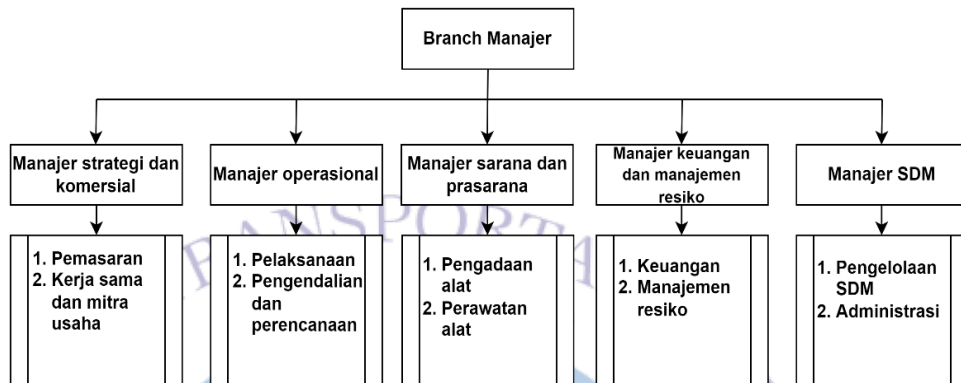 Branch Manajer
Manajer strategi dan
komersial
Manajer operasional
Manajer sarana dan
prasarana
Manajer keuangan
dan manajemen
resiko
Manajer SDM
1. Pemasaran
2. Kerja sama
dan mitra
usaha
1. Pelaksanaan
2. Pengendalian
dan
perencanaan
1. Pengadaan
alat
2. Perawatan
alat
1. Keuangan
2. Manajemen
resiko
1. Pengelolaan
SDM
2. Administrasi